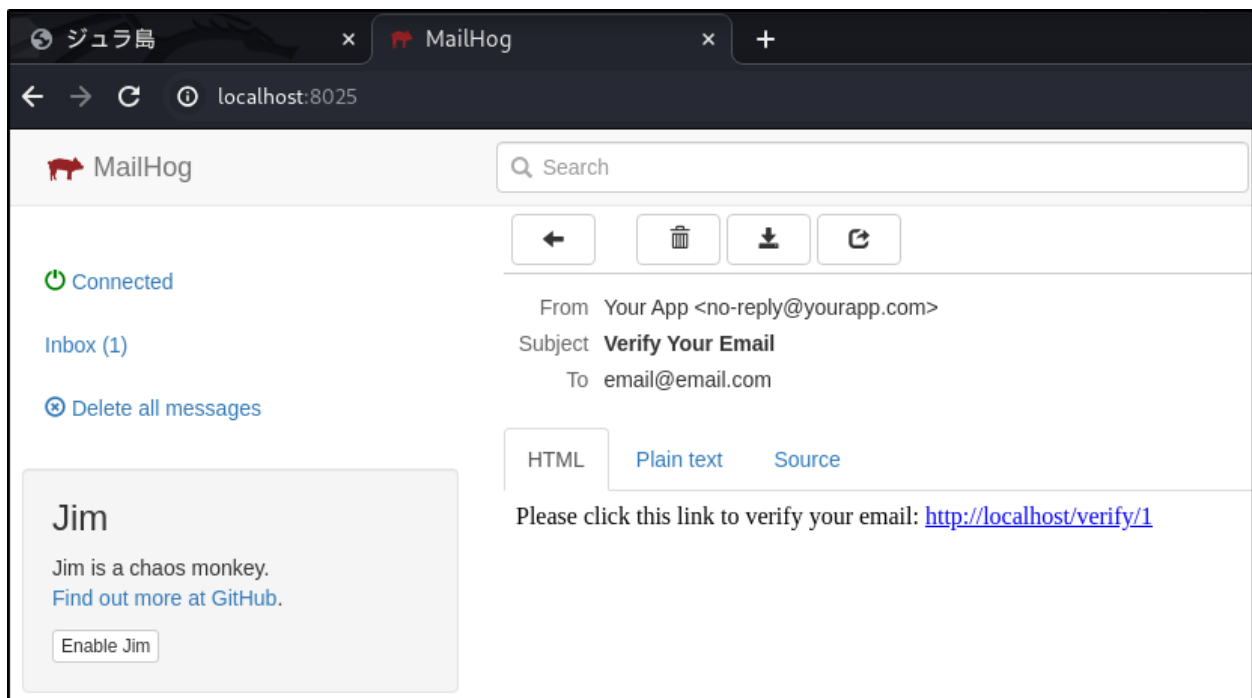 ジュラ島
MailHog
localhost:8025
MailHog
Search
Connected
Inbox (1)
Delete all messages
Jim
Jim is a chaos monkey.
Find out more at GitHub.
Enable Jim
From Your App <no-reply@yourapp.com>
Subject Verify Your Email
To email@email.com
HTML Plain text Source
Please click this link to verify your email: http://localhost/verify/1